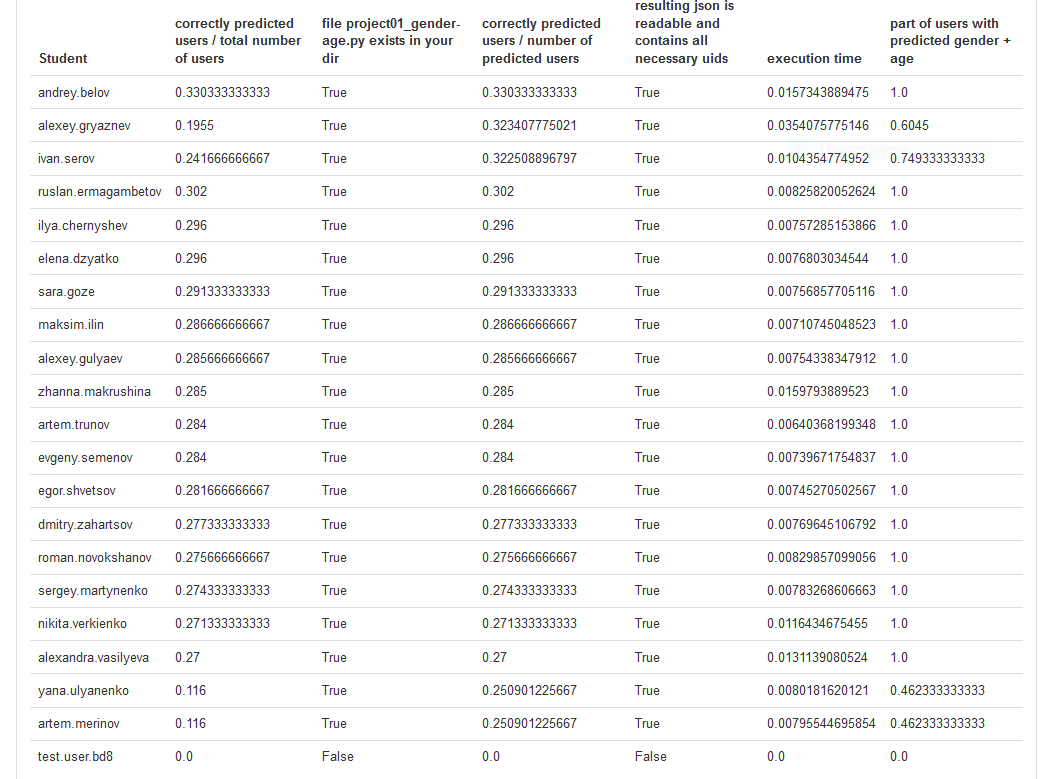 resulting json is
correctly predicted file project01_gender- correctly predicted readable and part of users with
users / total number age.py exists in your users / number of contains all predicted gender +
Student of users dir predicted users necessary uids execution time age
andrey.belov 0.330333333333 True 0.330333333333 True 0.0157343889475 1.0
alexey.gryaznev 0.1955 True 0.323407775021 True 0.0354075775146 0.6045
ivan.serov 0.241666666667 True 0.322508896797 True 0.0104354774952 0.749333333333
ruslan.ermagambetov 0.302 True 0.302 True 0.00825820052624 1.0
ilya.chernyshev 0.296 True 0.296 True 0.00757285153866 1.0
elena.dzyatko 0.296 True 0.296 True 0.0076803034544 1.0
sara.goze 0.291333333333 True 0.291333333333 True 0.00756857705116 1.0
maksim.ilin 0.286666666667 True 0.286666666667 True 0.00710745048523 1.0
alexey.gulyaev 0.285666666667 True 0.285666666667 True 0.00754338347912 1.0
zhanna.makrushina 0.285 True 0.285 True 0.0159793889523 1.0
artem.trunov 0.284 True 0.284 True 0.00640368199348 1.0
evgeny.semenov 0.284 True 0.284 True 0.00739671754837 1.0
egor.shvetsov 0.281666666667 True 0.281666666667 True 0.00745270502567 1.0
dmitry.zahartsov 0.277333333333 True 0.277333333333 True 0.00769645106792 1.0
roman.novokshanov 0.275666666667 True 0.275666666667 True 0.00829857099056 1.0
sergey.martynenko 0.274333333333 True 0.274333333333 True 0.00783268606663 1.0
nikita.verkienko 0.271333333333 True 0.271333333333 True 0.0116434675455 1.0
alexandra.vasilyeva 0.27 True 0.27 True 0.0131139080524 1.0
yana.ulyanenko 0.116 True 0.250901225667 True 0.0080181620121 0.462333333333
artem.merinov 0.116 True 0.250901225667 True 0.00795544695854 0.462333333333
test.user.bd8 0.0 False 0.0 False 0.0 0.0